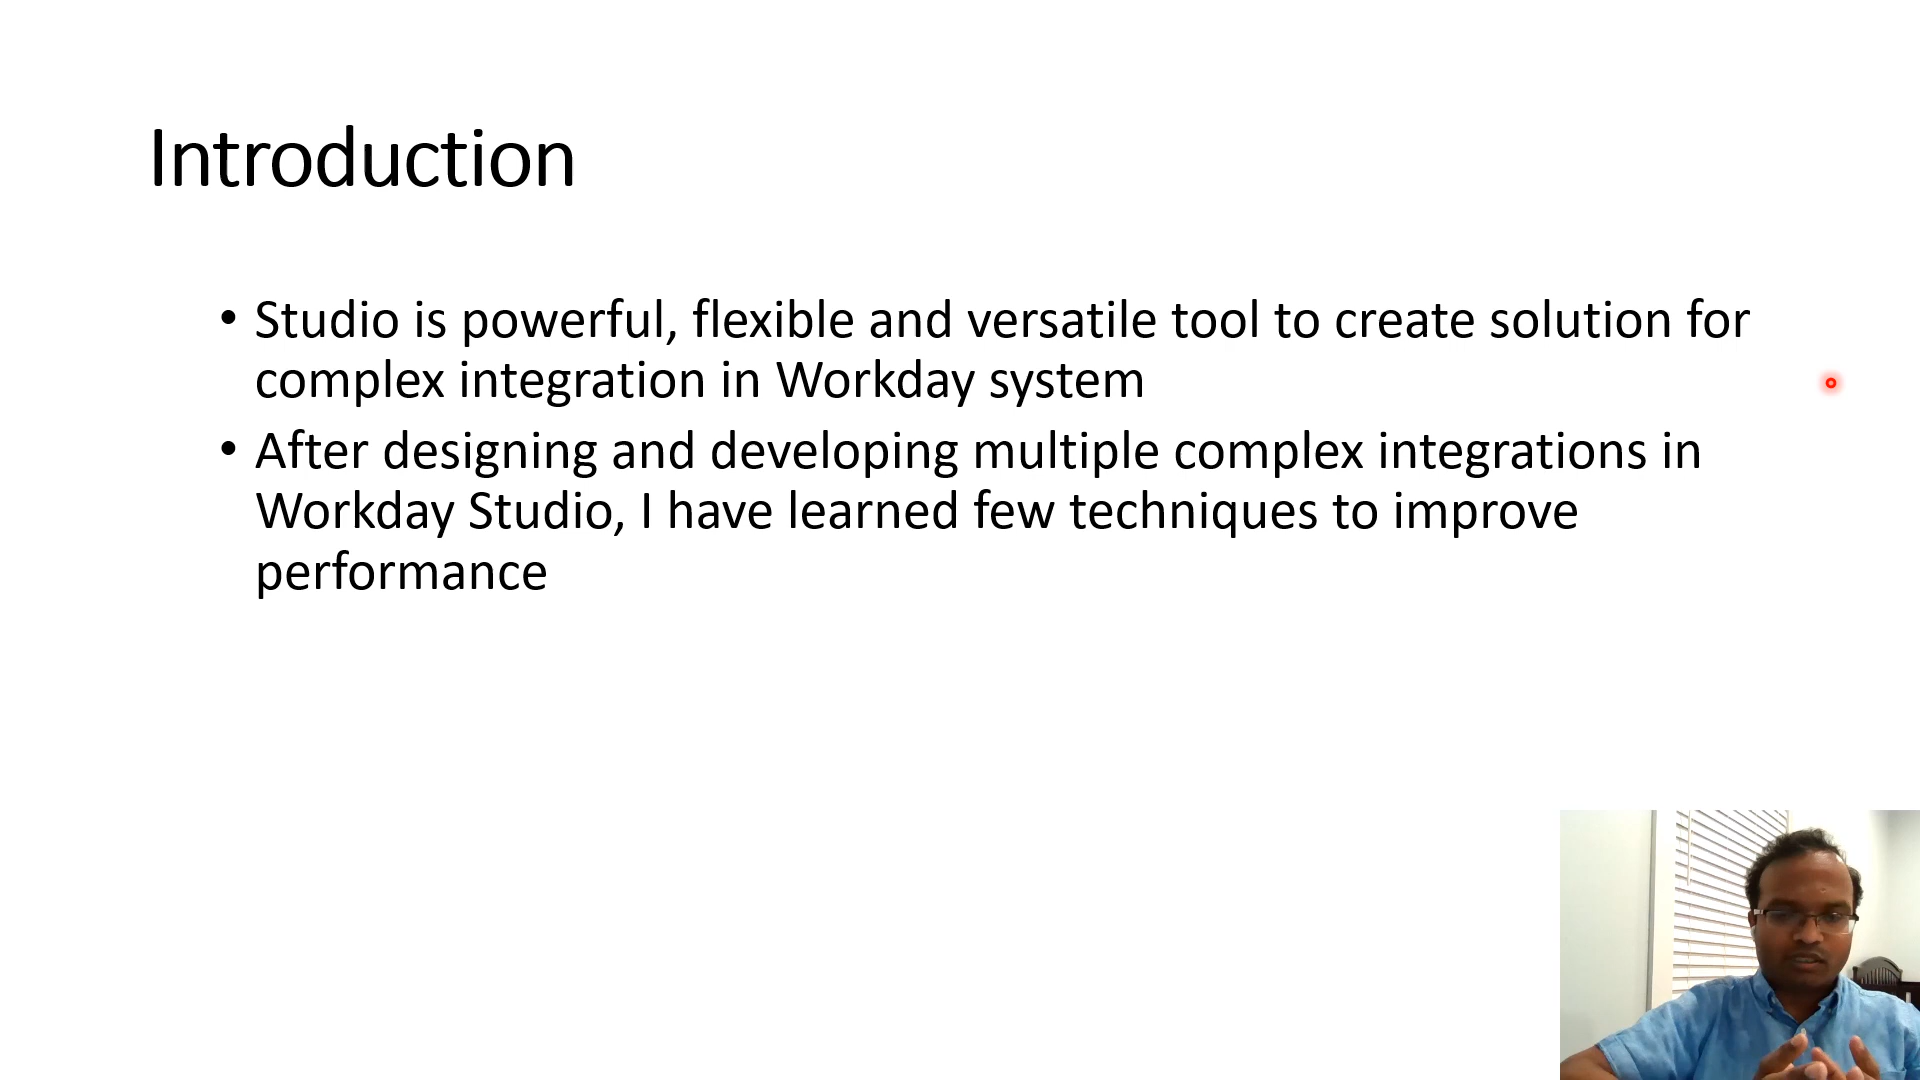 Introduction
• Studio is powerful, flexible and versatile tool to create solution for
complex integration in Workday system
• After designing and developing multiple complex integrations in
Workday Studio, I have learned few techniques to improve
performance